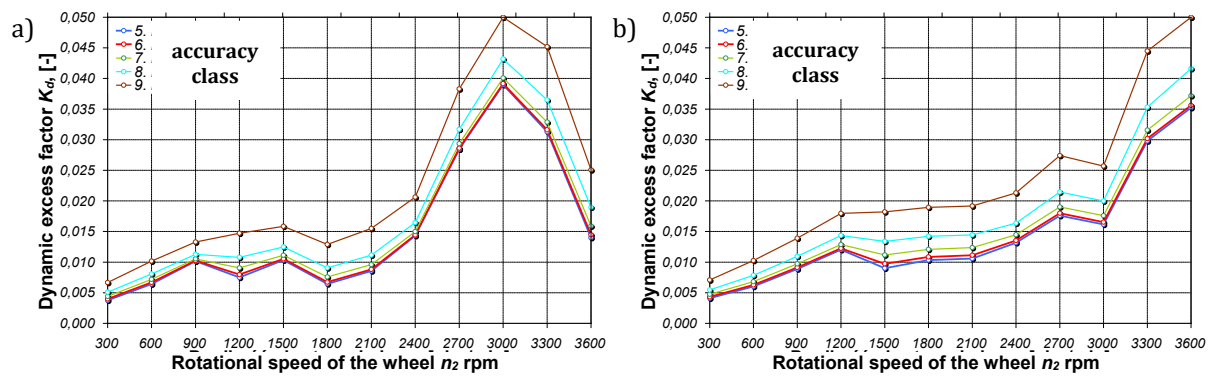 a)
Dynamic excess factor K_d, [-]
0,050
0,045
0,040
0,035
0,030
0,025
0,020
0,015
0,010
0,005
0,000
5.
6.
7.
8.
9.
accuracy
class
300 600 900 1200 1500 1800 2100 2400 2700 3000 3300 3600
Rotational speed of the wheel n₂ rpm
b)
Dynamic excess factor K_d, [-]
0,050
0,045
0,040
0,035
0,030
0,025
0,020
0,015
0,010
0,005
0,000
5.
6.
7.
8.
9.
accuracy
class
300 600 900 1200 1500 1800 2100 2400 2700 3000 3300 3600
Rotational speed of the wheel n₂ rpm